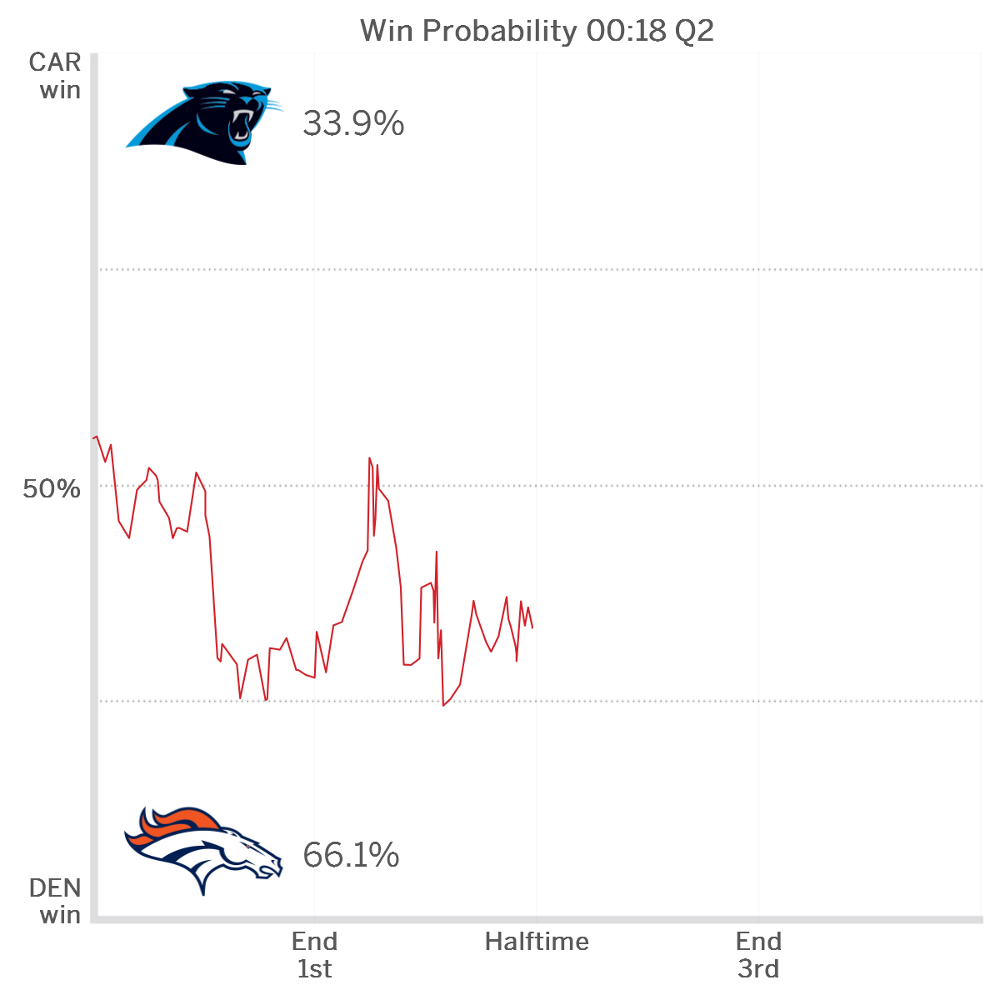 Win Probability 00:18 Q2
CAR
win
33.9%
50%
66.1%
DEN
win
End
1st
Halftime
End
3rd